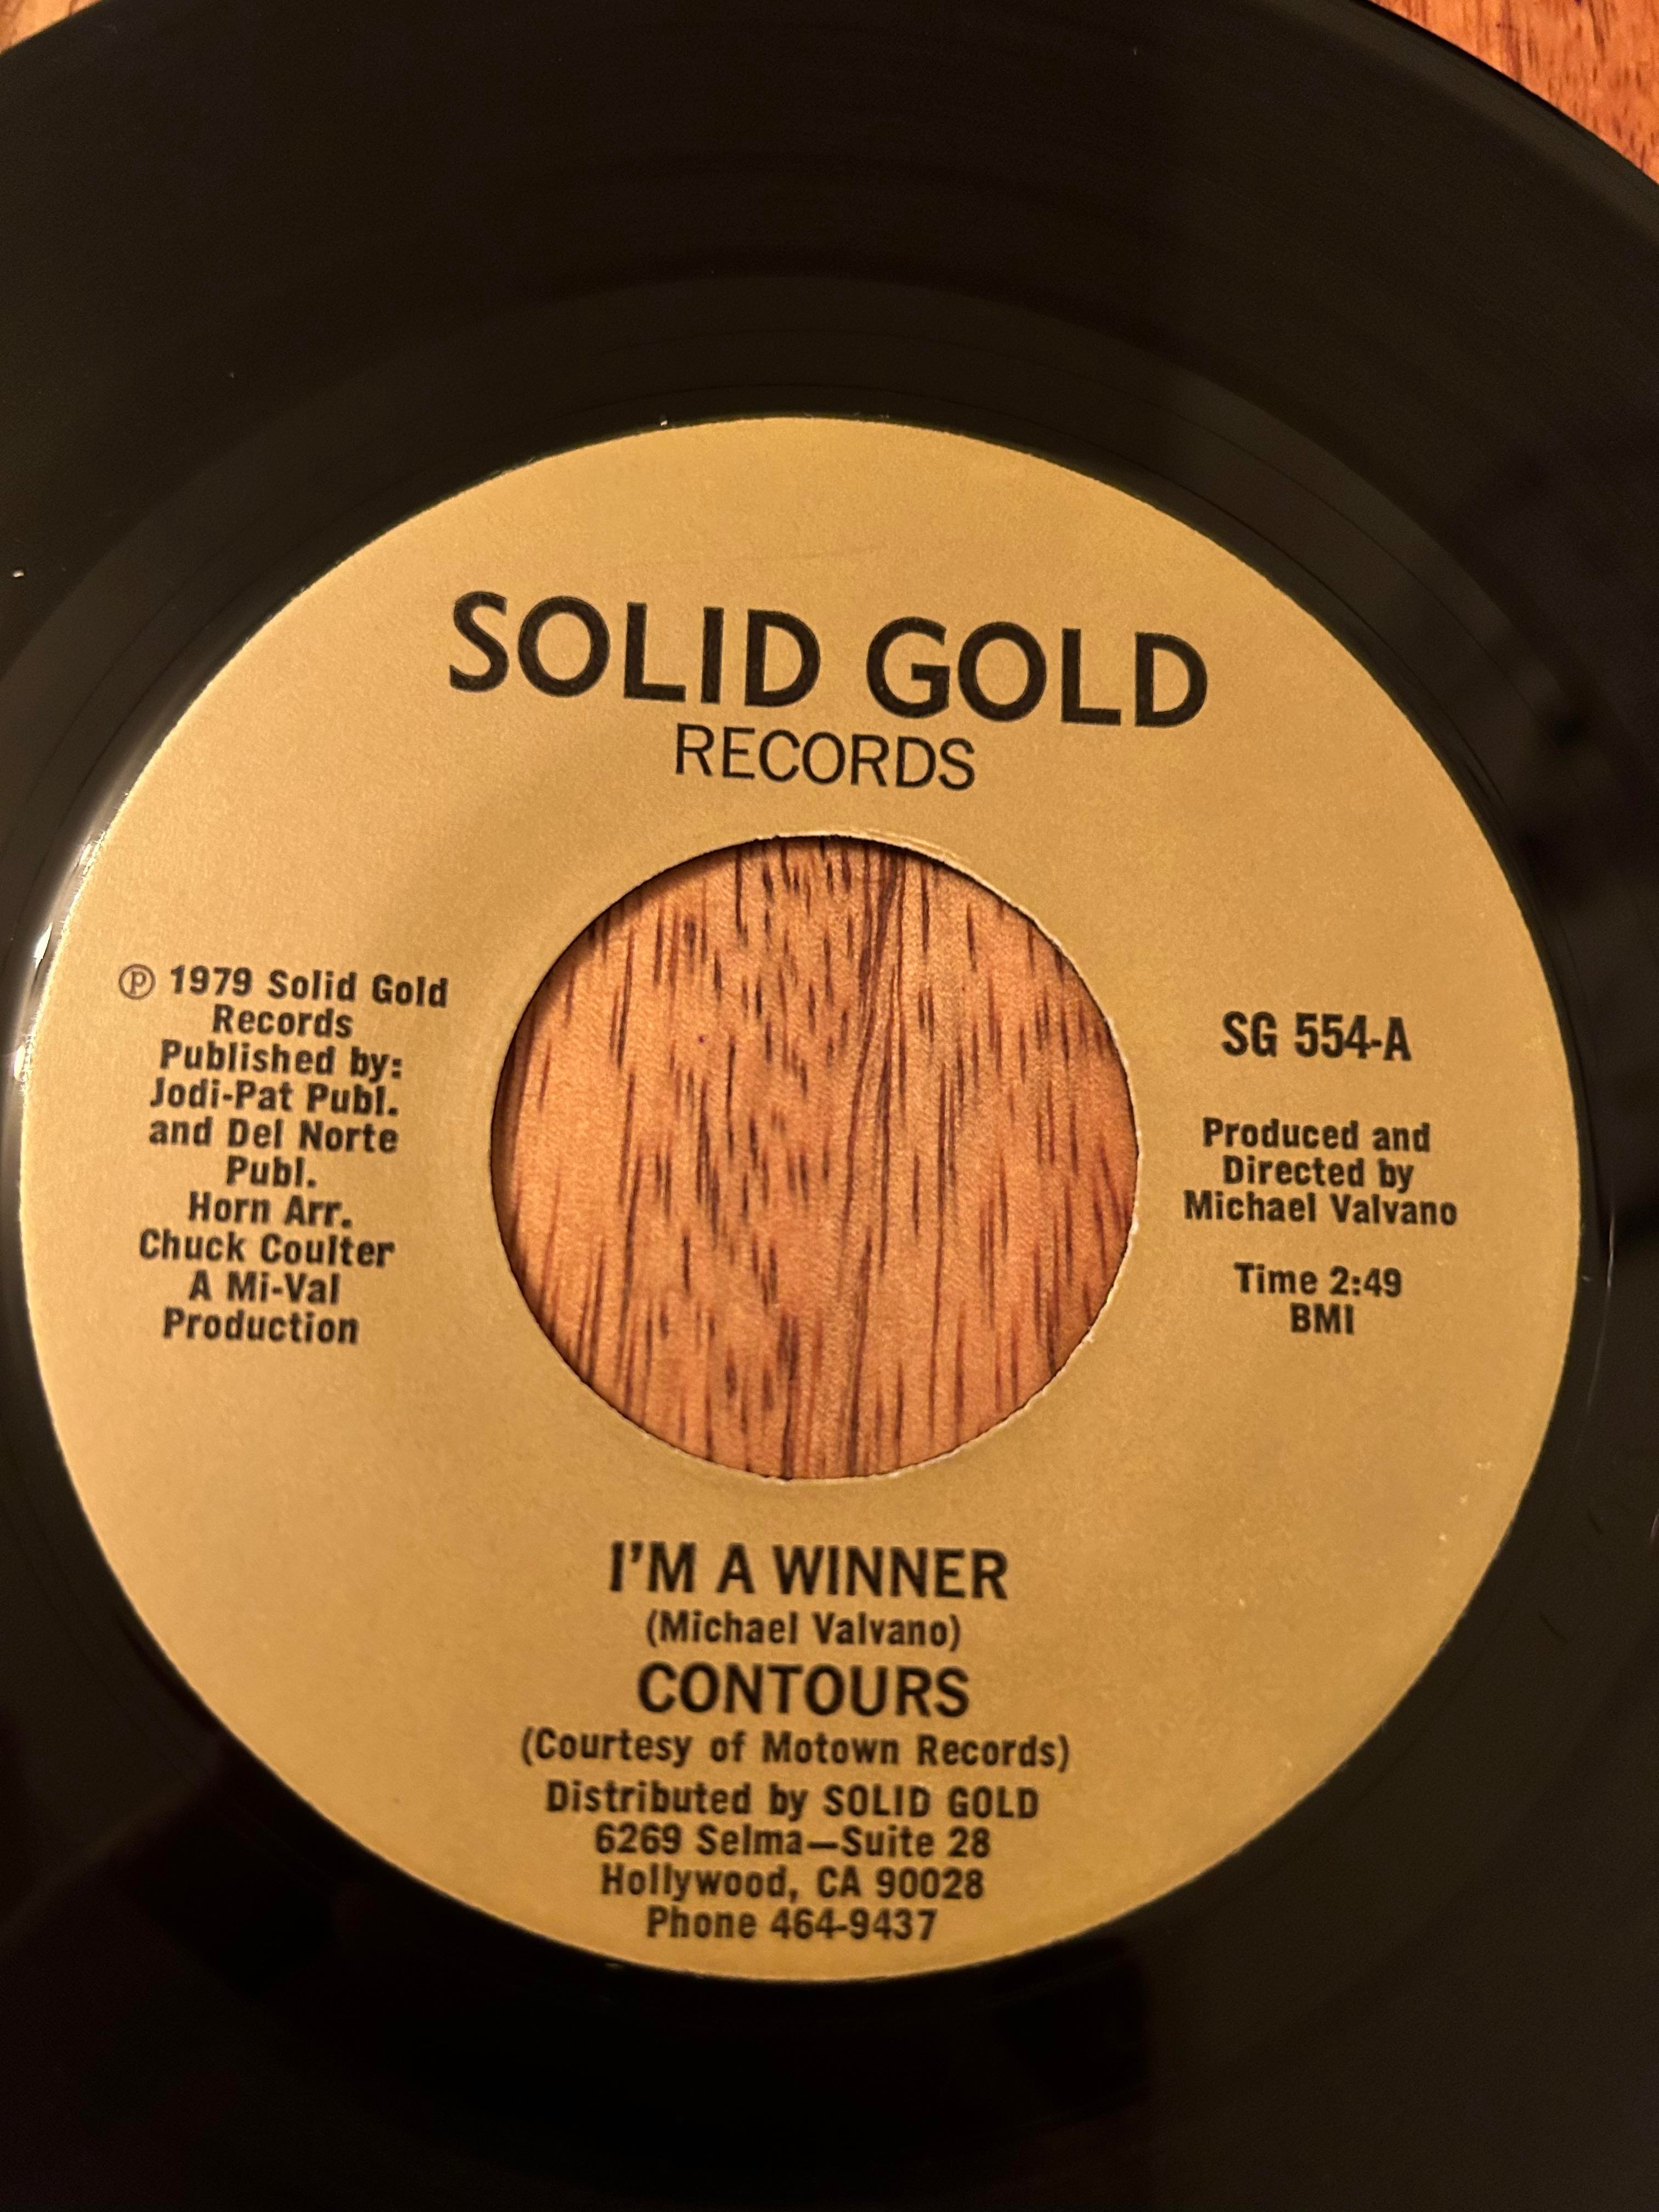 SOLID GOLD
RECORDS
℗ 1979 Solid Gold
Records
Published by:
Jodi-Pat Publ.
and Del Norte
Publ.
Horn Arr.
Chuck Coulter
A Mi-Val
Production
SG 554-A
Produced and
Directed by
Michael Valvano
Time 2:49
BMI
I'M A WINNER
(Michael Valvano)
CONTOURS
(Courtesy of Motown Records)
Distributed by SOLID GOLD
6269 Selma—Suite 28
Hollywood, CA 90028
Phone 464-9437